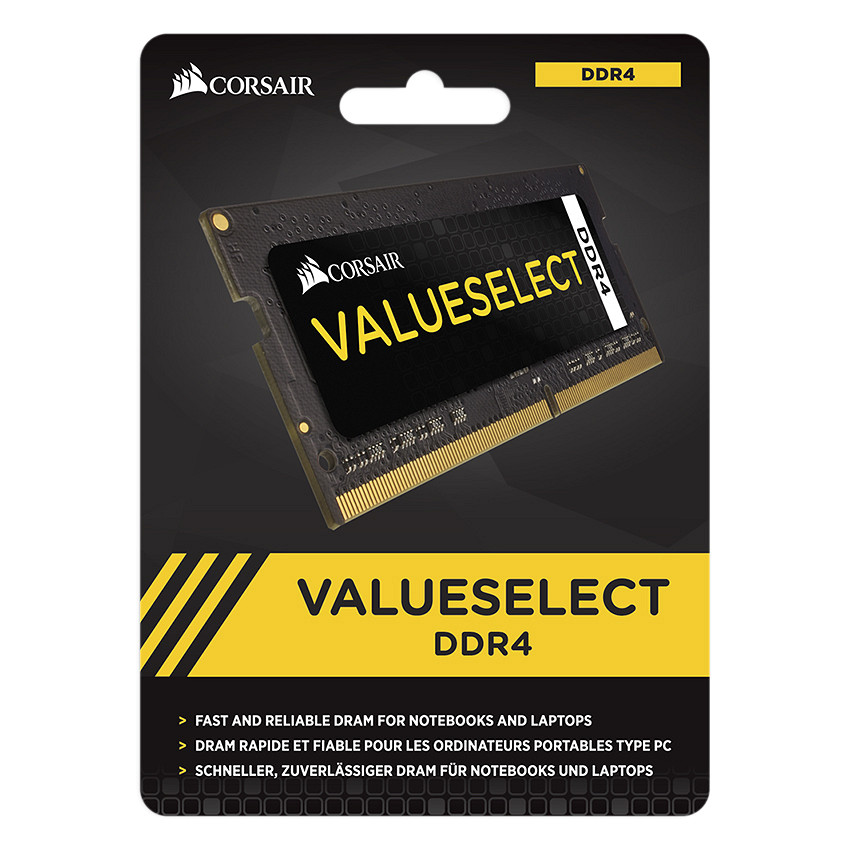 CORSAIR
DDR4
CORSAIR
VALUESELECT
DDR4
VALUESELECT
DDR4
> FAST AND RELIABLE DRAM FOR NOTEBOOKS AND LAPTOPS
> DRAM RAPIDE ET FIABLE POUR LES ORDINATEURS PORTABLES TYPE PC
> SCHNELLER, ZUVERLÄSSIGER DRAM FÜR NOTEBOOKS UND LAPTOPS